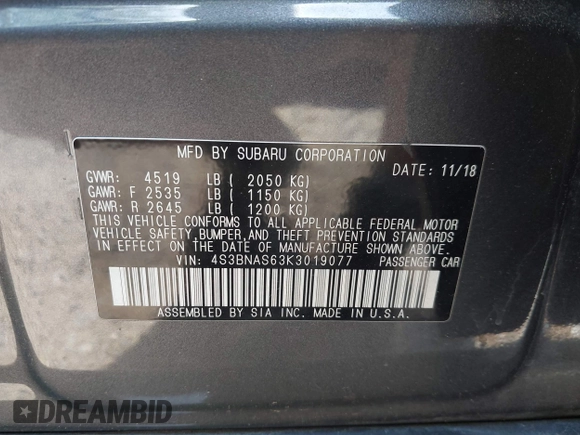 MFD BY SUBARU CORPORATION
GVWR: 4519 LB ( 2050 KG) DATE: 11/18
GAWR: F 2535 LB ( 1150 KG)
GAWR: R 2645 LB ( 1200 KG)
THIS VEHICLE CONFORMS TO ALL APPLICABLE FEDERAL MOTOR
VEHICLE SAFETY, BUMPER, AND THEFT PREVENTION STANDARDS
IN EFFECT ON THE DATE OF MANUFACTURE SHOWN ABOVE.
VIN: 4S3BNAS63K3019077 PASSENGER CAR
ASSEMBLED BY SIA INC. MADE IN U.S.A.
DREAMBID